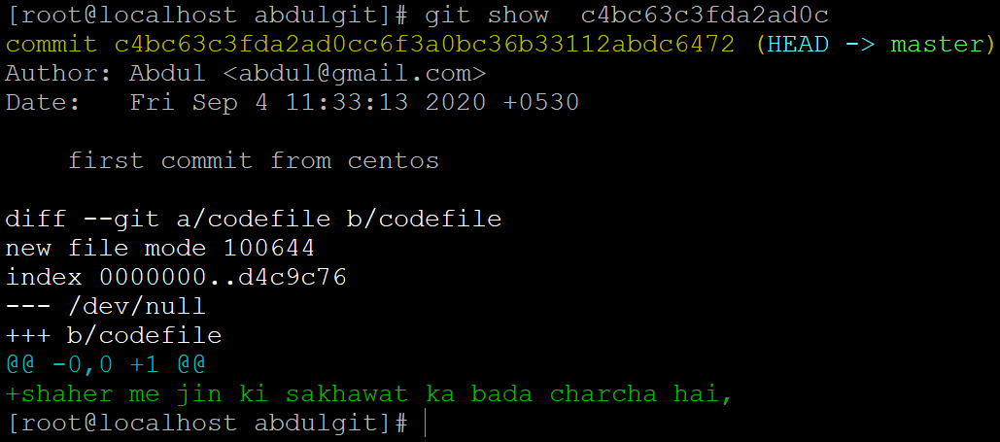 [root@localhost abdulgit]# git show  c4bc63c3fda2ad0c
commit c4bc63c3fda2ad0cc6f3a0bc36b33112abdc6472 (HEAD -> master)
Author: Abdul <abdul@gmail.com>
Date:   Fri Sep 4 11:33:13 2020 +0530
    first commit from centos
diff --git a/codefile b/codefile
new file mode 100644
index 0000000..d4c9c76
--- /dev/null
+++ b/codefile
@@ -0,0 +1 @@
+shaher me jin ki sakhawat ka bada charcha hai,
[root@localhost abdulgit]#